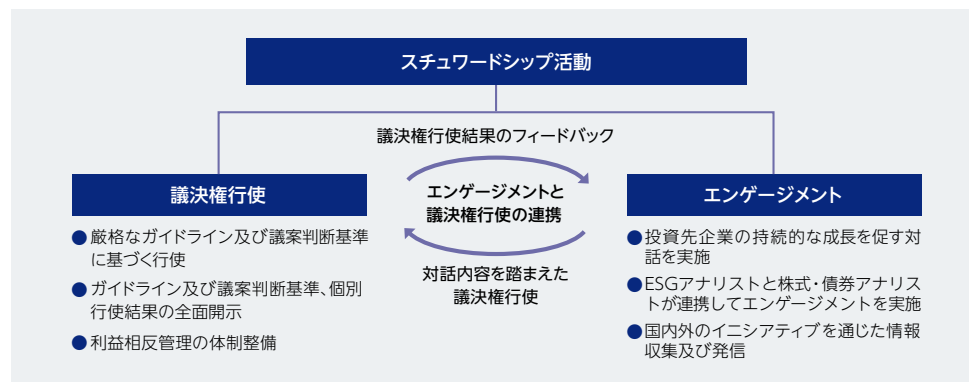 スチュワードシップ活動
議決権行使結果のフィードバック
議決権行使
●厳格なガイドライン及び議案判断基準
に基づく行使
●ガイドライン及び議案判断基準、個別
行使結果の全面開示
●利益相反管理の体制整備
エンゲージメントと
議決権行使の連携
対話内容を踏まえた
議決権行使
エンゲージメント
●投資先企業の持続的な成長を促す対
話を実施
●ESGアナリストと株式・債券アナリス
トが連携してエンゲージメントを実施
●国内外のイニシアティブを通じた情報
収集及び発信